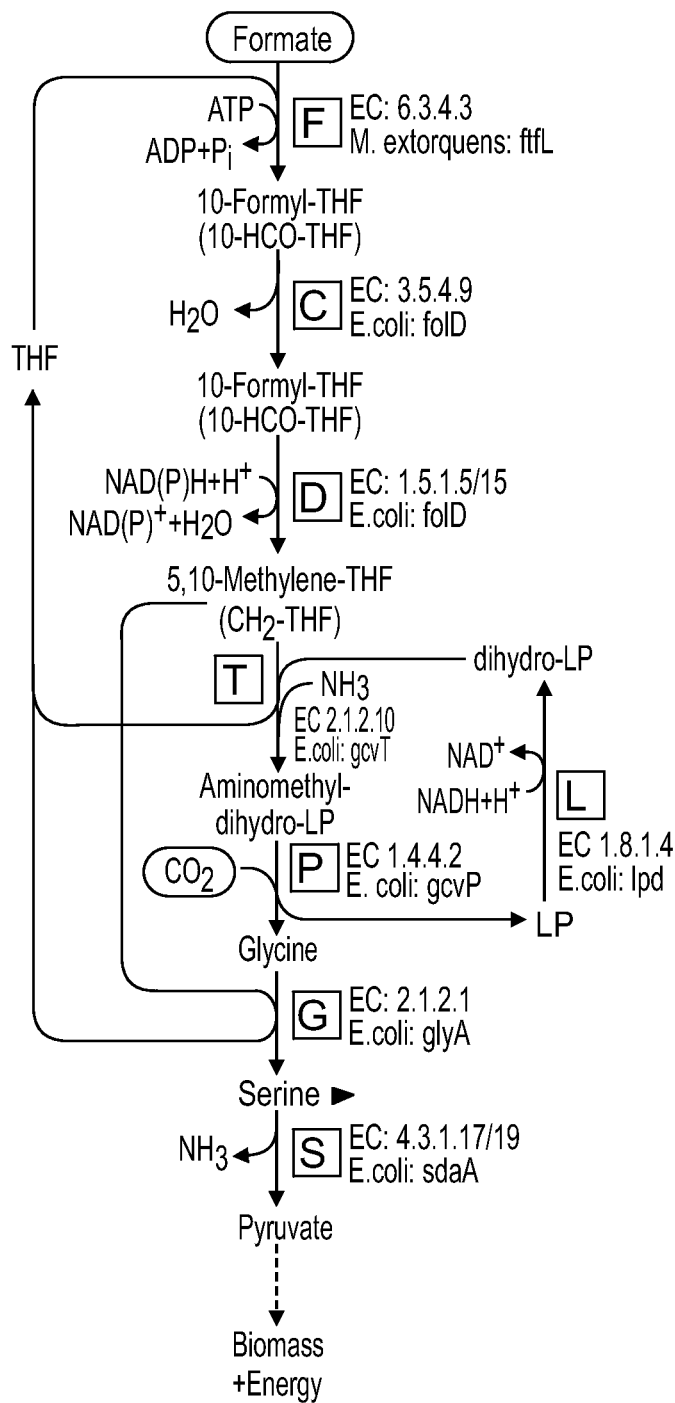 Formate
ATP
ADP+Pi
F
EC: 6.3.4.3
M. extorquens: ftfL
10-Formyl-THF
(10-HCO-THF)
H2O
C
EC: 3.5.4.9
E.coli: folD
THF
10-Formyl-THF
(10-HCO-THF)
NAD(P)H+H+
NAD(P)++H2O
D
EC: 1.5.1.5/15
E.coli: folD
5,10-Methylene-THF
(CH2-THF)
T
NH3
EC 2.1.2.10
E.coli: gcvT
dihydro-LP
NAD+
NADH+H+
L
EC 1.8.1.4
E.coli: lpd
Aminomethyl-
dihydro-LP
CO2
P
EC 1.4.4.2
E. coli: gcvP
LP
Glycine
G
EC: 2.1.2.1
E.coli: glyA
Serine
NH3
S
EC: 4.3.1.17/19
E.coli: sdaA
Pyruvate
Biomass
+Energy